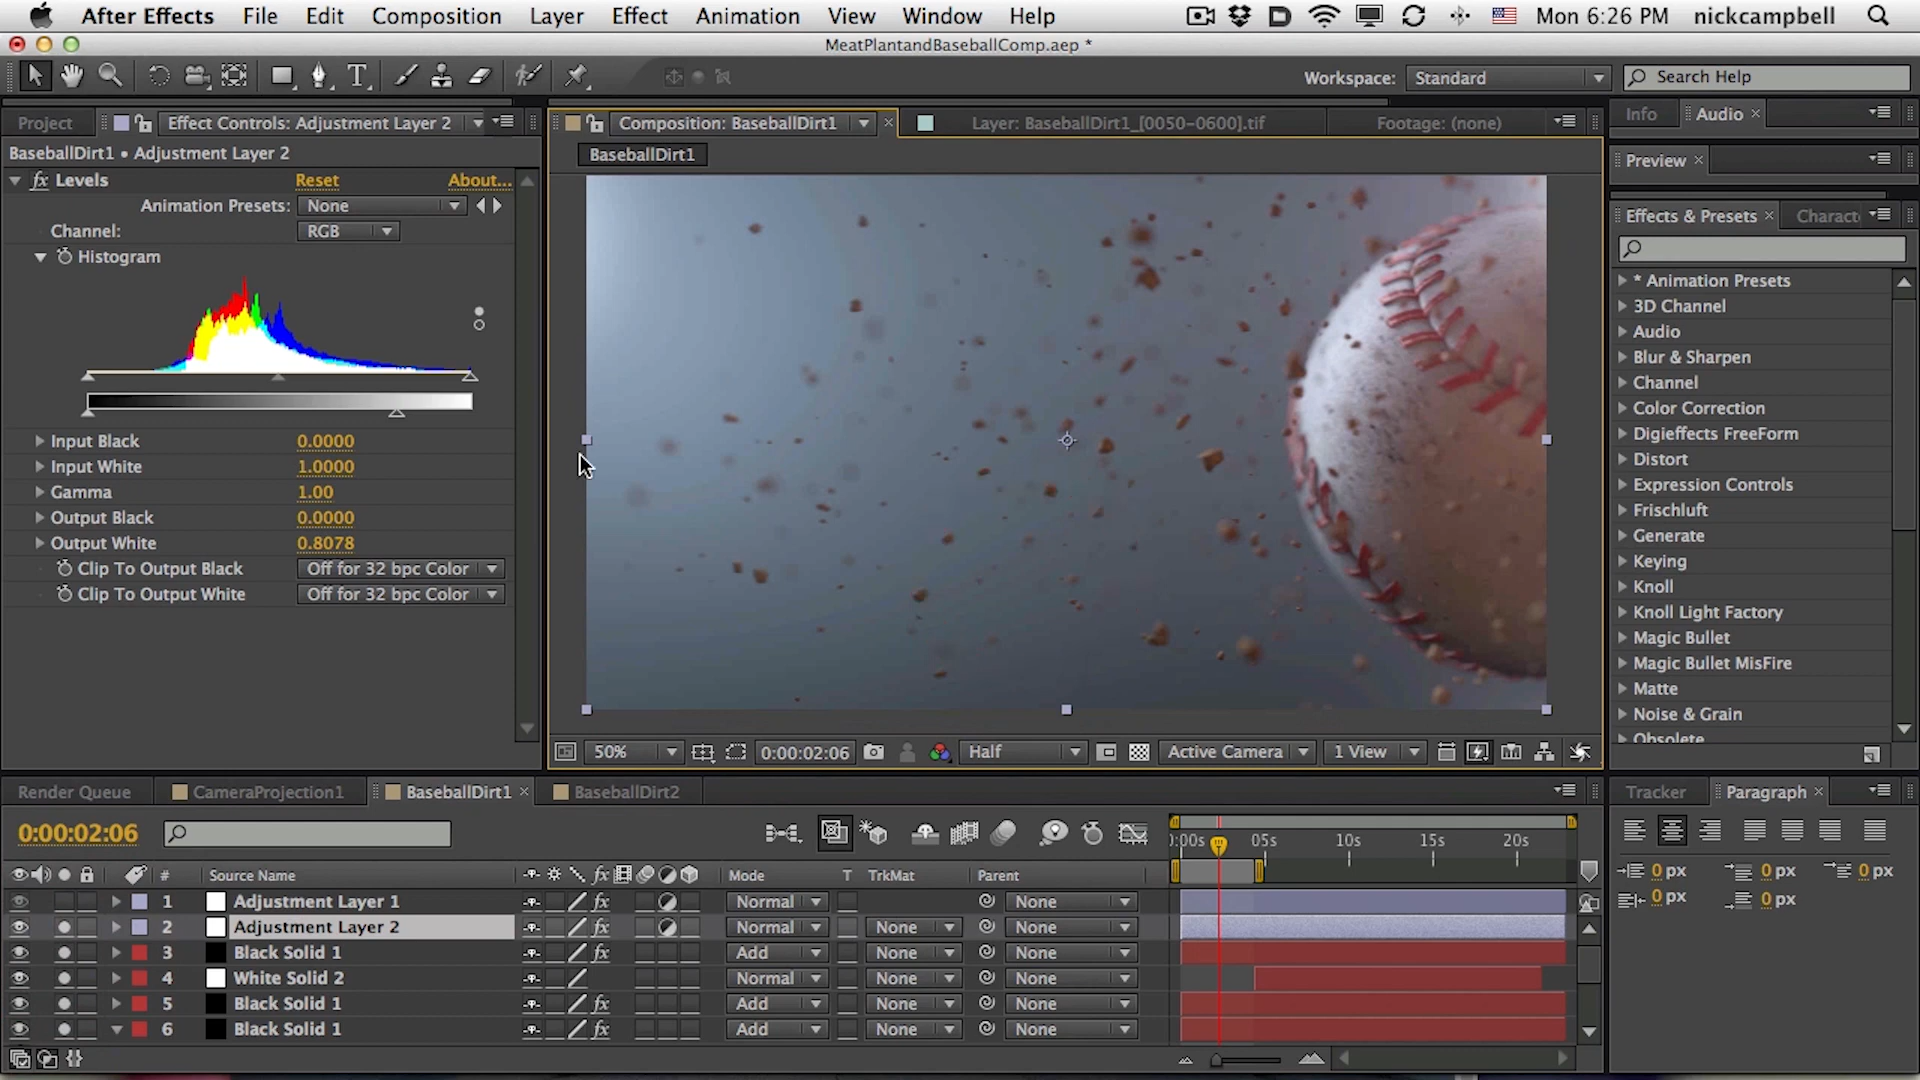 After Effects File Edit Composition Layer Effect Animation View Window Help Mon 6:26 PM nickcampbell
MeatPlantandBaseballComp.aep *
T Workspace: Standard Search Help
Project Effect Controls: Adjustment Layer 2 Composition: BaseballDirt1 Layer: BaseballDirt1_[0050-0600].tif Footage: (none) Info Audio
BaseballDirt1 • Adjustment Layer 2
BaseballDirt1
Preview
fx Levels Reset About...
Animation Presets: None
Channel: RGB
Histogram
Input Black 0.0000
Input White 1.0000
Gamma 1.00
Output Black 0.0000
Output White 0.8078
Clip To Output Black Off for 32 bpc Color
Clip To Output White Off for 32 bpc Color
Effects & Presets Charact
* Animation Presets
3D Channel
Audio
Blur & Sharpen
Channel
Color Correction
Digieffects FreeForm
Distort
Expression Controls
Frischluft
Generate
Keying
Knoll
Knoll Light Factory
Magic Bullet
Magic Bullet MisFire
Matte
Noise & Grain
Obsolete
50% 0:00:02:06 Half Active Camera 1 View
Render Queue CameraProjection1 BaseballDirt1 BaseballDirt2 Tracker Paragraph
0:00:02:06
):00s 05s 10s 15s 20s
# Source Name fx Mode T TrkMat Parent
1 Adjustment Layer 1 fx Normal None
2 Adjustment Layer 2 fx Normal None None
3 Black Solid 1 fx Add None None
4 White Solid 2 Normal None None
5 Black Solid 1 fx Add None None
6 Black Solid 1 fx Add None None
0 px 0 px 0 px
0 px 0 px